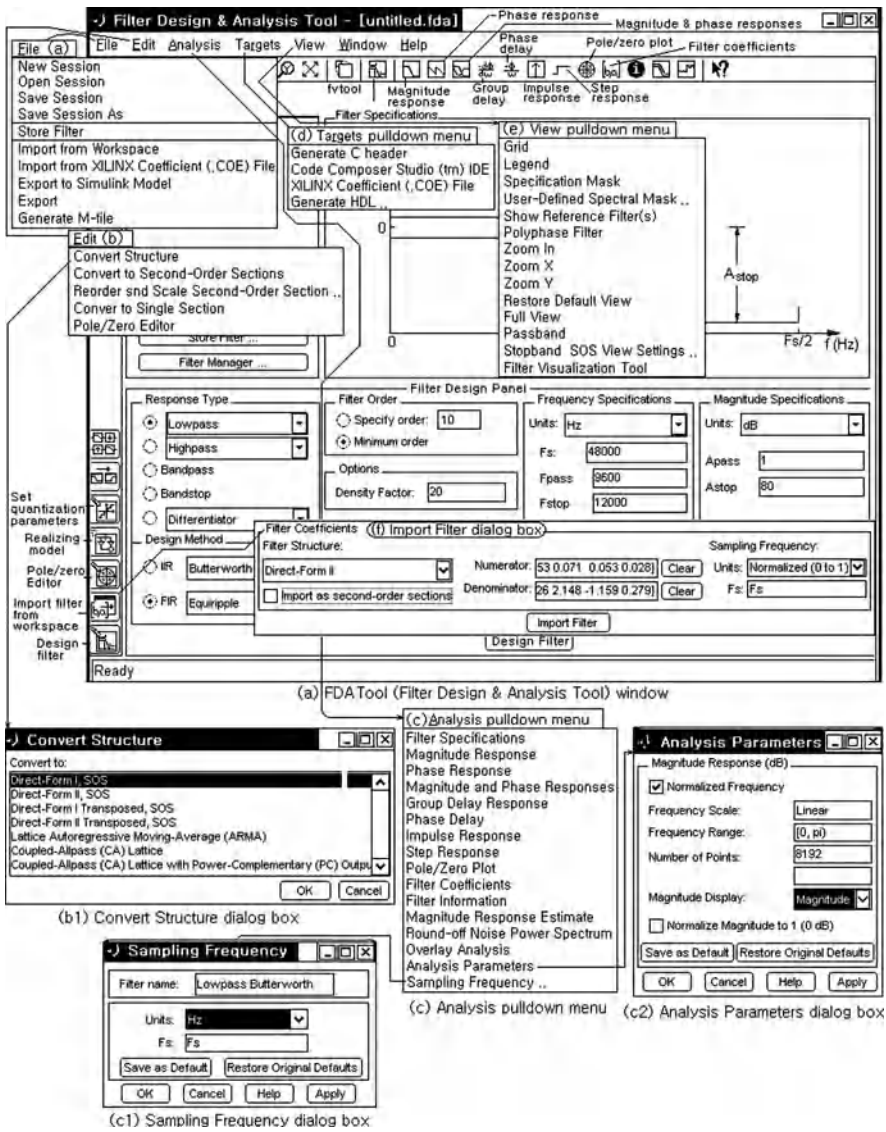 Filter Design & Analysis Tool - [untitled.fda]
Phase response
Magnitude & phase responses
Phase delay
Pole/zero plot
Filter coefficients
File (a)
File Edit Analysis Targets View Window Help
New Session
Open Session
Save Session
Save Session As
Store Filter
Import from Workspace
Import from XILINX Coefficient (,COE) File
Export to Simulink Model
Export
Generate M-file
fvtool
Magnitude response
Group delay
Impulse response
Step response
Filter Specifications
(d) Targets pulldown menu
Generate C header
Code Composer Studio (tm) IDE
XILINX Coefficient (,COE) File
Generate HDL ..
(e) View pulldown menu
Grid
Legend
Specification Mask
User-Defined Spectral Mask ..
Show Reference Filter(s)
Polyphase Filter
Zoom In
Zoom X
Zoom Y
Restore Default View
Full View
Passband
Stopband SOS View Settings ..
Filter Visualization Tool
0
Astop
0
Fs/2
f (Hz)
Edit (b)
Convert Structure
Convert to Second-Order Sections
Reorder snd Scale Second-Order Section ..
Conver to Single Section
Pole/Zero Editor
Store Filter ...
Filter Manager ...
Filter Design Panel
Response Type
Lowpass
Highpass
Bandpass
Bandstop
Differentiator
Design Method
IIR Butterworth
FIR Equiripple
Filter Order
Specify order: 10
Minimum order
Options
Density Factor: 20
Frequency Specifications
Units: Hz
Fs: 48000
Fpass 9600
Fstop 12000
Magnitude Specifications
Units: dB
Apass 1
Astop 80
Set quantization parameters
Realizing model
Pole/zero Editor
Import filter from workspace
Design filter
Filter Coefficients (f) Import Filter dialog box
Filter Structure:
Direct-Form II
Import as second-order sections
Numerator: 53 0.071 0.053 0.028] Clear
Denominator: 26 2.148 -1.159 0.279] Clear
Sampling Frequency:
Units: Normalized (0 to 1)
Fs: Fs
Import Filter
Design Filter
Ready
(a) FDATool (Filter Design & Analysis Tool) window
Convert Structure
Convert to:
Direct-Form I, SOS
Direct-Form II, SOS
Direct-Form I Transposed, SOS
Direct-Form II Transposed, SOS
Lattice Autoregressive Moving-Average (ARMA)
Coupled-Allpass (CA) Lattice
Coupled-Allpass (CA) Lattice with Power-Complementary (PC) Outpu
OK Cancel
(b1) Convert Structure dialog box
(c)Analysis pulldown menu
Filter Specifications
Magnitude Response
Phase Response
Magnitude and Phase Responses
Group Delay Response
Phase Delay
Impulse Response
Step Response
Pole/Zero Plot
Filter Coefficients
Filter Information
Magnitude Response Estimate
Round-off Noise Power Spectrum
Overlay Analysis
Analysis Parameters
Sampling Frequency ..
(c) Analysis pulldown menu
Analysis Parameters
Magnitude Response (dB)
Normalized Frequency
Frequency Scale: Linear
Frequency Range: [0, pi)
Number of Points: 8192
Magnitude Display: Magnitude
Normalize Magnitude to 1 (0 dB)
Save as Default Restore Original Defaults
OK Cancel Help Apply
(c2) Analysis Parameters dialog box
Sampling Frequency
Filter name: Lowpass Butterworth
Units: Hz
Fs: Fs
Save as Default Restore Original Defaults
OK Cancel Help Apply
(c1) Sampling Frequency dialog box